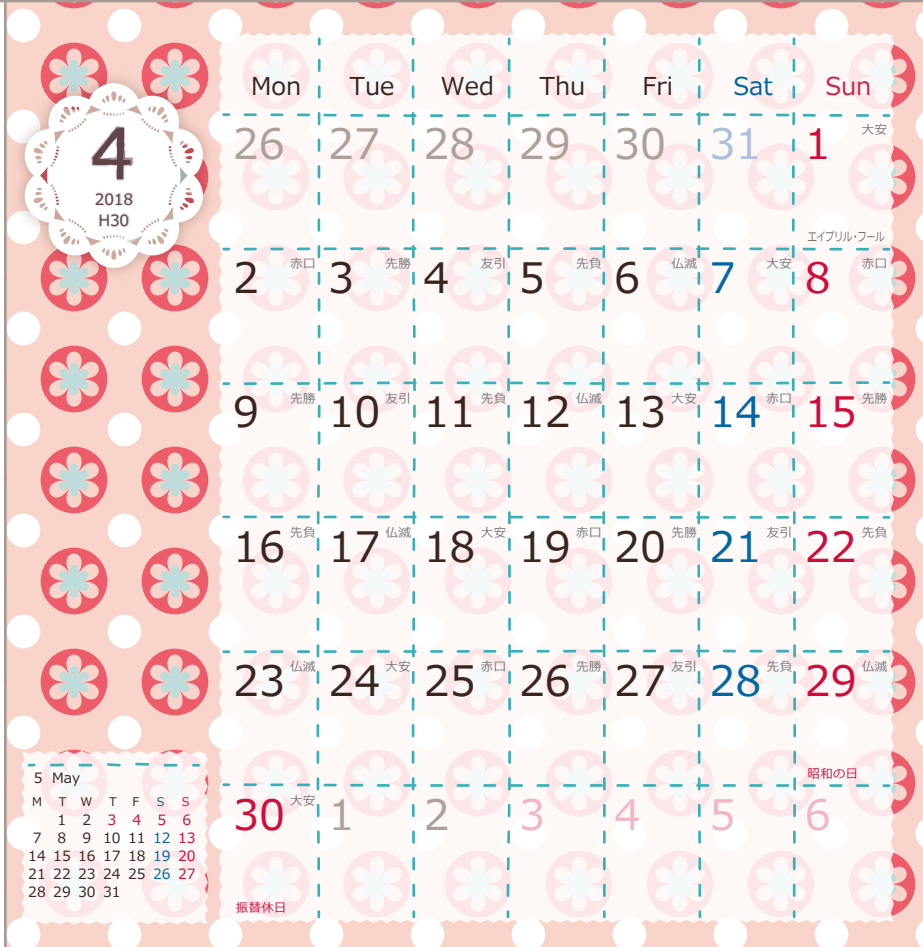 4
2018
H30
Mon Tue Wed Thu Fri Sat Sun
26 27 28 29 30 31 1 大安
エイプリル・フール
2 赤口 3 先勝 4 友引 5 先負 6 仏滅 7 大安 8 赤口
9 先勝 10 友引 11 先負 12 仏滅 13 大安 14 赤口 15 先勝
16 先負 17 仏滅 18 大安 19 赤口 20 先勝 21 友引 22 先負
23 仏滅 24 大安 25 赤口 26 先勝 27 友引 28 先負 29 仏滅
昭和の日
30 大安 1 2 3 4 5 6
振替休日
5 May
M T W T F S S
1 2 3 4 5 6
7 8 9 10 11 12 13
14 15 16 17 18 19 20
21 22 23 24 25 26 27
28 29 30 31